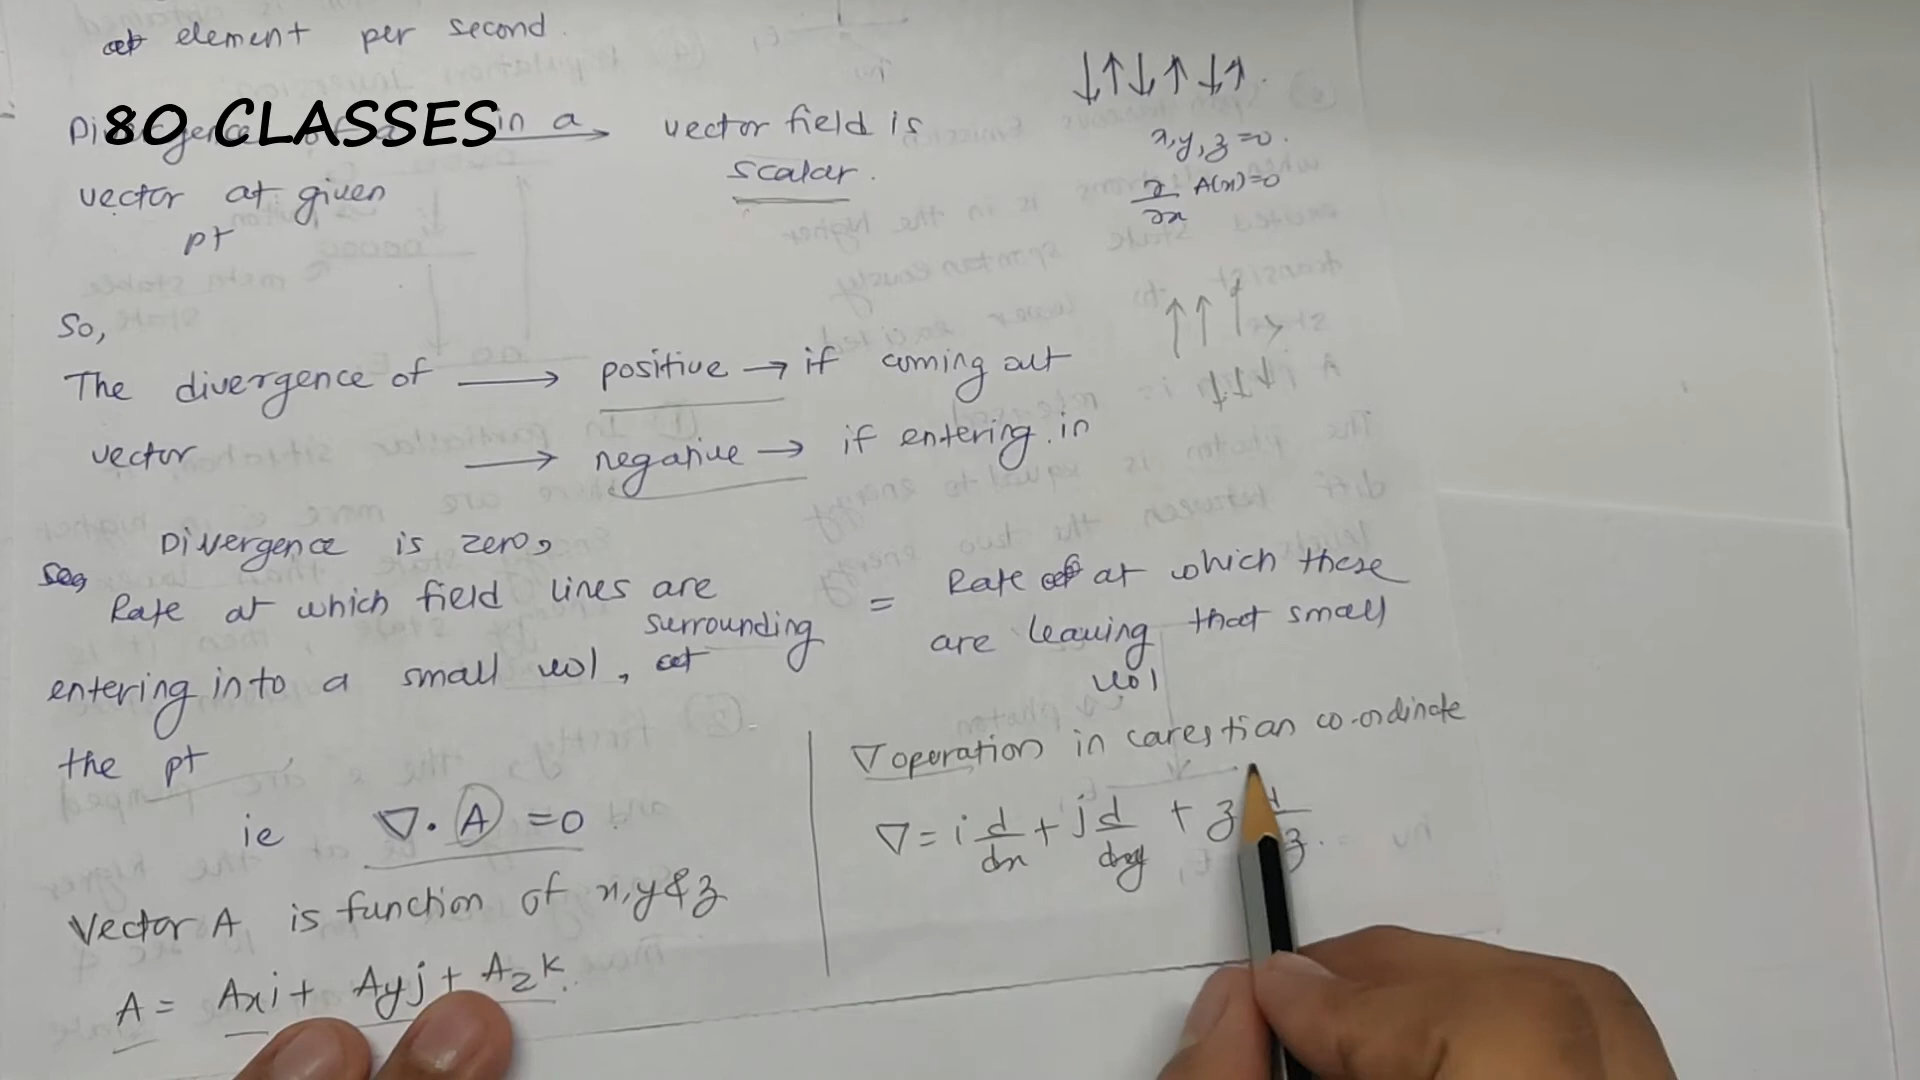 element per second.
80 CLASSES
in a → vector field is
vector at given
scalar.
pt
x, y, z = 0.
∂/∂x A(x) = 0
So,
The divergence of → positive → if coming out
vector → negative → if entering in
Divergence is zero,
Rate at which field lines are
surrounding
entering into a small vol,
the pt
= Rate at which these
are leaving that small
vol
ie ∇ . A = 0
Vector A is function of x, y & z
A = Axi + Ayj + Azk.
∇ operation in carestian co-ordinate
∇ = i d/dx + j d/dy + z